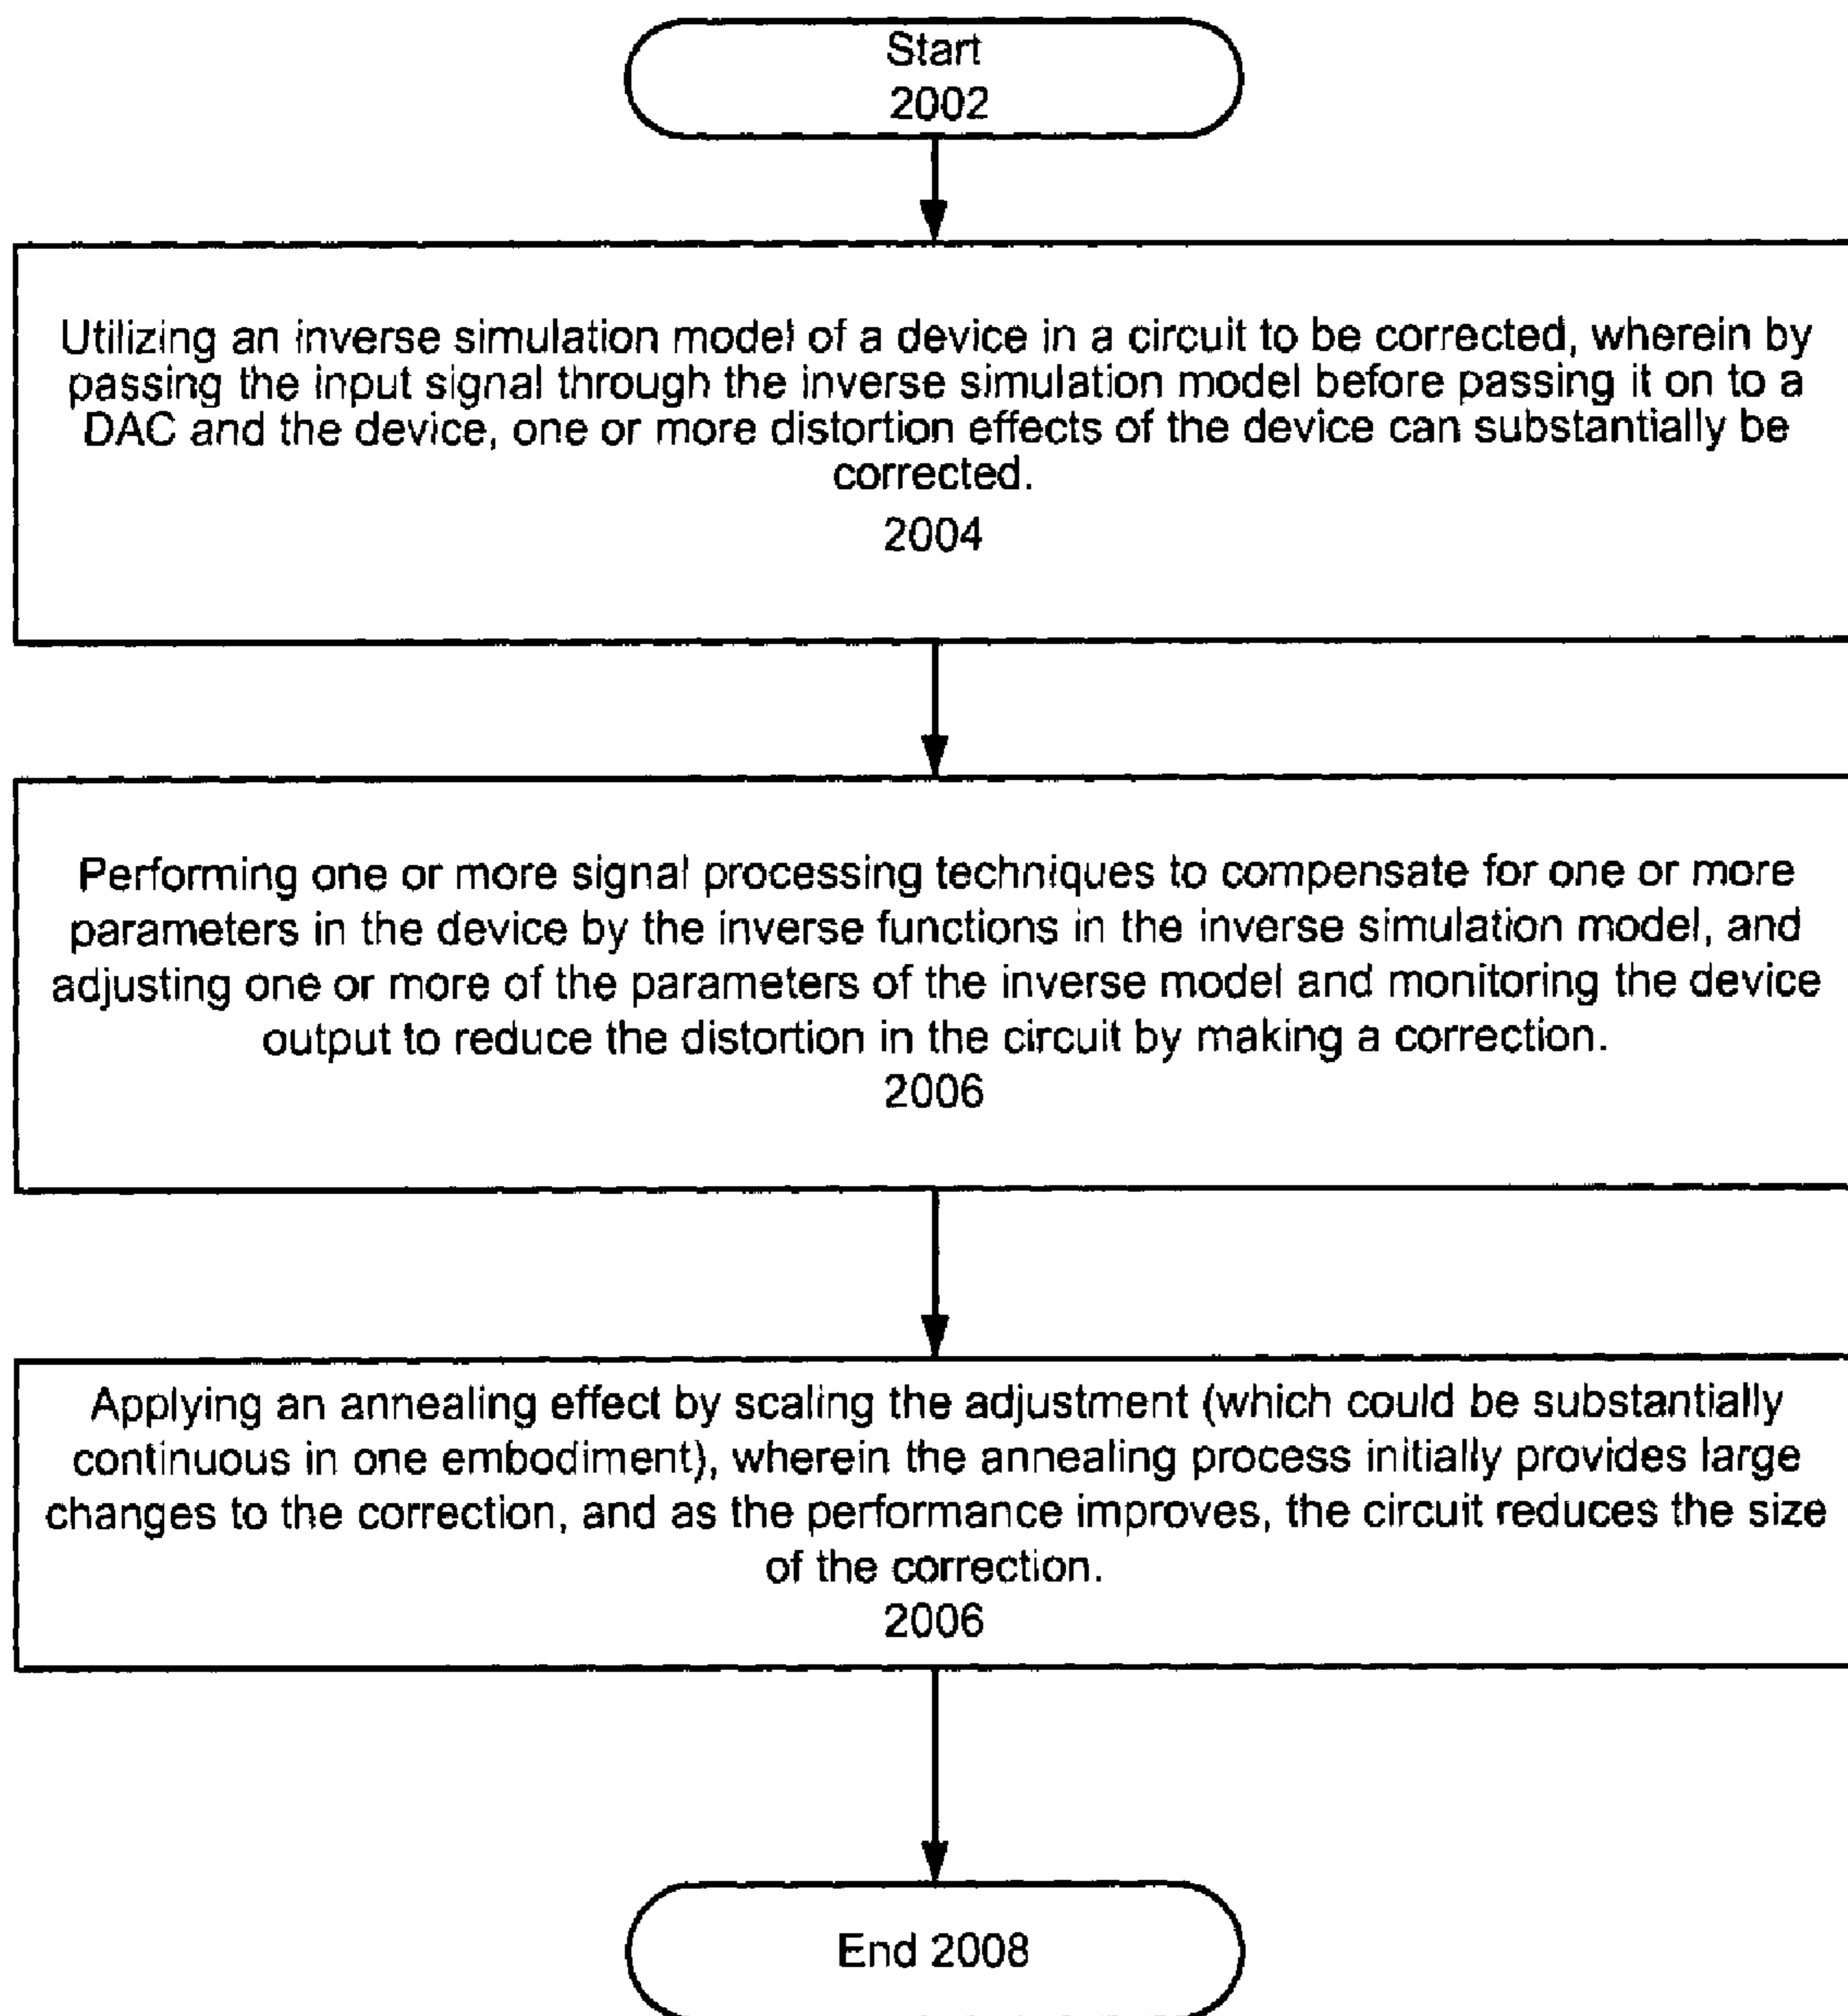 Start
2002
Utilizing an inverse simulation model of a device in a circuit to be corrected, wherein by
passing the input signal through the inverse simulation model before passing it on to a
DAC and the device, one or more distortion effects of the device can substantially be
corrected.
2004
Performing one or more signal processing techniques to compensate for one or more
parameters in the device by the inverse functions in the inverse simulation model, and
adjusting one or more of the parameters of the inverse model and monitoring the device
output to reduce the distortion in the circuit by making a correction.
2006
Applying an annealing effect by scaling the adjustment (which could be substantially
continuous in one embodiment), wherein the annealing process initially provides large
changes to the correction, and as the performance improves, the circuit reduces the size
of the correction.
2006
End 2008